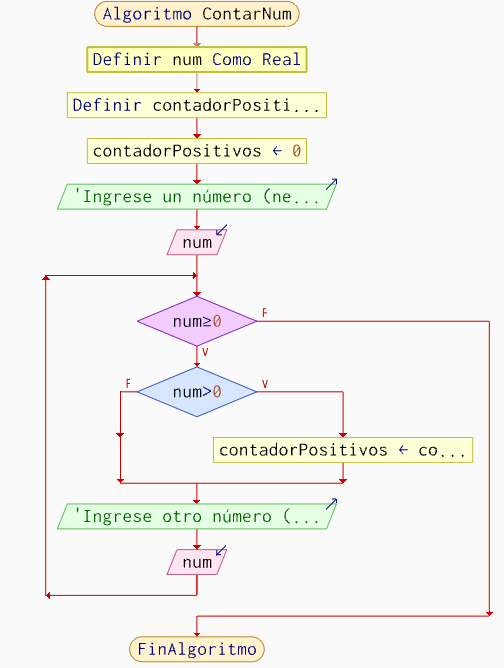 Algoritmo ContarNum
Definir num Como Real
Definir contadorPositi...
contadorPositivos ← 0
'Ingrese un número (ne...
num
num≥0
F
V
num>0
F
V
contadorPositivos ← co...
'Ingrese otro número (...
num
FinAlgoritmo